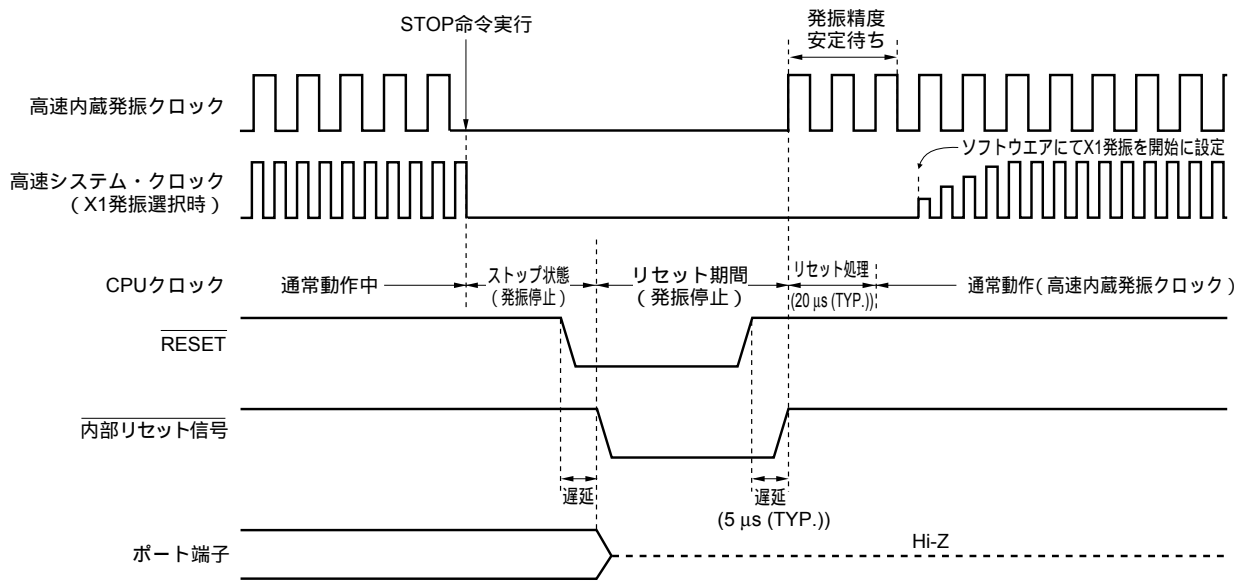 STOP命令実行
発振精度
安定待ち
高速内蔵発振クロック
ソフトウエアにてX1発振を開始に設定
高速システム・クロック
(X1発振選択時)
CPUクロック
通常動作中
ストップ状態
(発振停止)
リセット期間
(発振停止)
リセット処理
(20 μs (TYP.))
通常動作(高速内蔵発振クロック)
RESET
内部リセット信号
遅延
遅延
(5 μs (TYP.))
ポート端子
Hi-Z